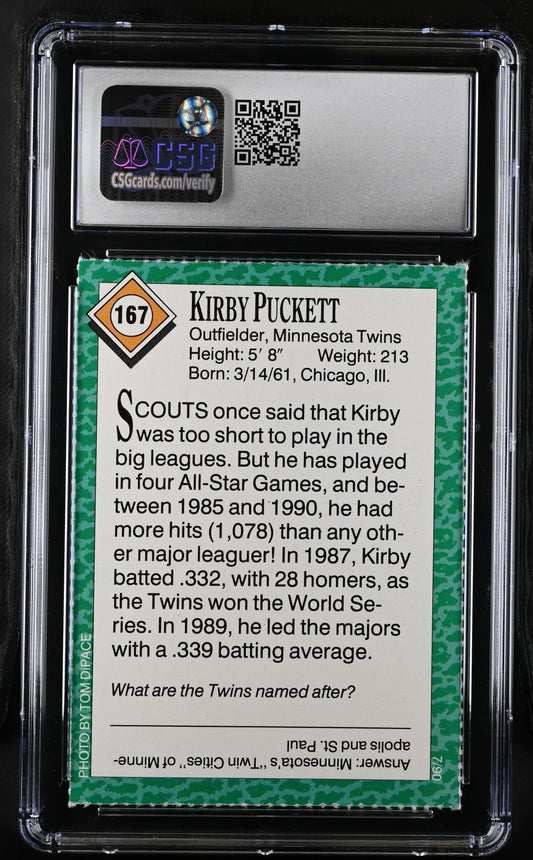 CSG
CSGcards.com/verify
167
KIRBY PUCKETT
Outfielder, Minnesota Twins
Height: 5′ 8″ Weight: 213
Born: 3/14/61, Chicago, Ill.
SCOUTS once said that Kirby
was too short to play in the
big leagues. But he has played
in four All-Star Games, and be-
tween 1985 and 1990, he had
more hits (1,078) than any oth-
er major leaguer! In 1987, Kirby
batted .332, with 28 homers, as
the Twins won the World Se-
ries. In 1989, he led the majors
with a .339 batting average.
What are the Twins named after?
Answer: Minnesota's "Twin Cities" of Minne-
apolis and St. Paul
PHOTO BY TOM DiPACE
7/90